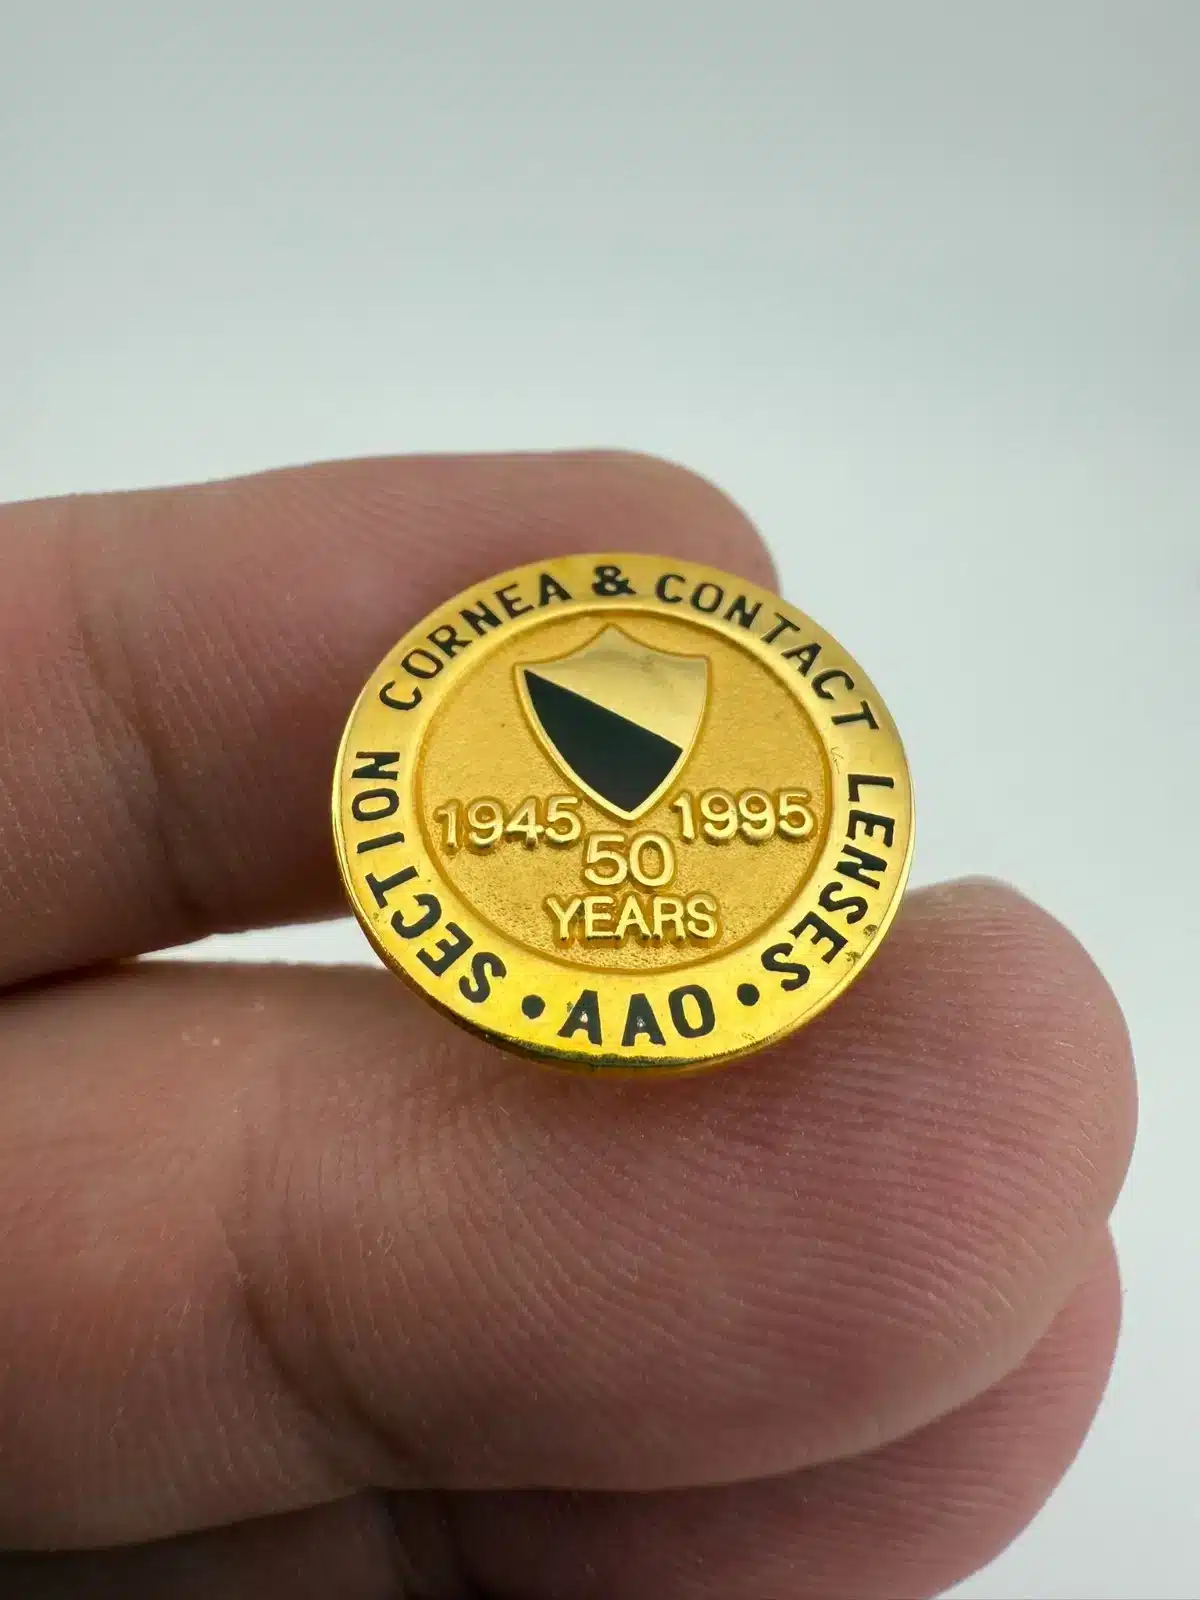 SECTION CORNEA & CONTACT LENSES
• AAO •
1945 1995
50
YEARS